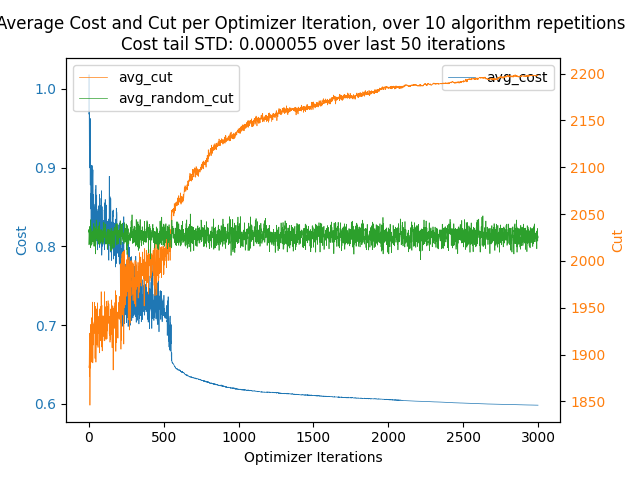 Average Cost and Cut per Optimizer Iteration, over 10 algorithm repetitions
Cost tail STD: 0.000055 over last 50 iterations
avg_cut
avg_random_cut
avg_cost
1.0
0.9
0.8
0.7
0.6
Cost
2200
2150
2100
2050
2000
1950
1900
1850
Cut
0
500
1000
1500
2000
2500
3000
Optimizer Iterations